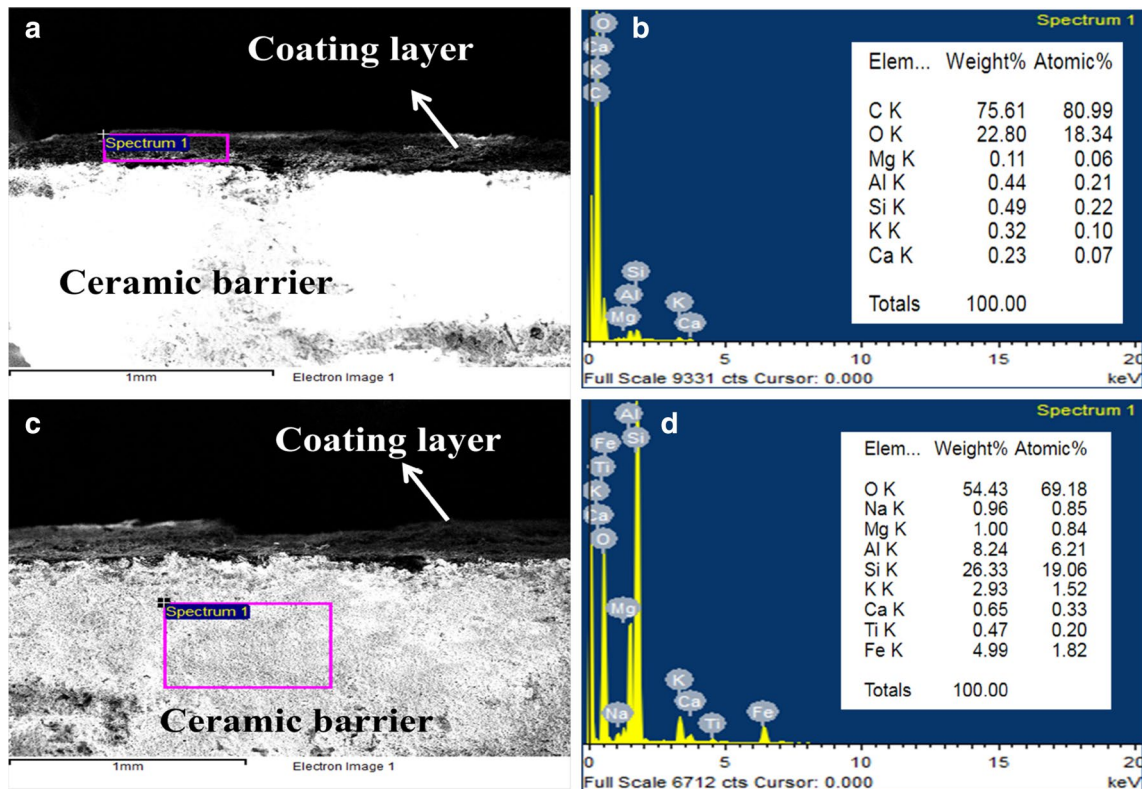 a
Coating layer
Spectrum 1
Ceramic barrier
1mm
Electron Image 1
b
Spectrum 1
O
Ca
K
C
Si
Al
K
Mg
Ca
Elem... Weight% Atomic%
C K 75.61 80.99
O K 22.80 18.34
Mg K 0.11 0.06
Al K 0.44 0.21
Si K 0.49 0.22
K K 0.32 0.10
Ca K 0.23 0.07
Totals 100.00
0 5 10 15 20
Full Scale 9331 cts Cursor: 0.000 keV
c
Coating layer
Spectrum 1
Ceramic barrier
1mm
Electron Image 1
d
Spectrum 1
Al
Fe
Si
Ti
K
Ca
O
Mg
K
Ca
Na
Ti
Fe
Elem... Weight% Atomic%
O K 54.43 69.18
Na K 0.96 0.85
Mg K 1.00 0.84
Al K 8.24 6.21
Si K 26.33 19.06
K K 2.93 1.52
Ca K 0.65 0.33
Ti K 0.47 0.20
Fe K 4.99 1.82
Totals 100.00
0 5 10 15 20
Full Scale 6712 cts Cursor: 0.000 keV